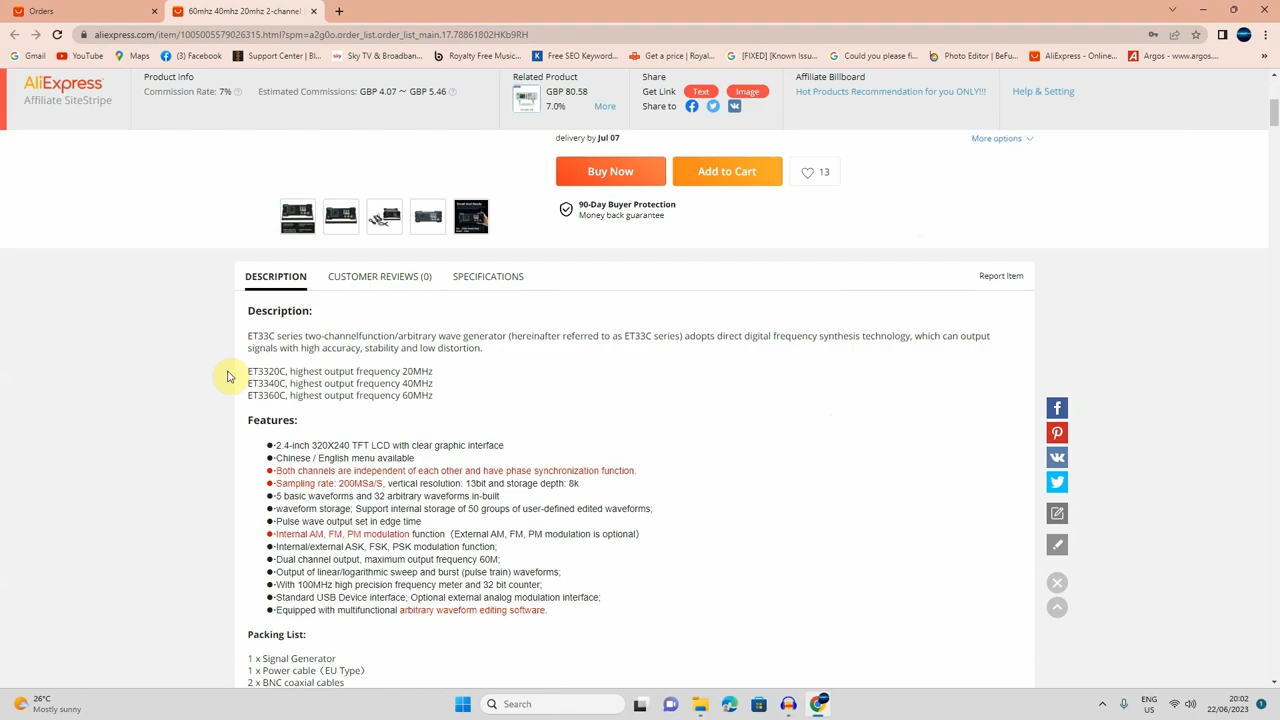 Orders
60mhz 40mhz 20mhz 2-channel
aliexpress.com/item/1005005579026315.html?spm=a2g0o.order_list.order_list_main.17.78861802HKb9RH
Gmail
YouTube
Maps
(3) Facebook
Support Center | Bl...
Sky TV & Broadban...
Royalty Free Music -...
Free SEO Keyword...
Get a price | Royal...
[FIXED] [Known Issu...
Could you please fi...
Photo Editor | BeFu...
AliExpress - Online...
Argos - www.argos...
AliExpress
Affiliate SiteStripe
Product info
Commission Rate: 7%
Estimated Commissions: GBP 4.07 ~ GBP 5.46
Related Product
GBP 80.58
7.0%
More
Share
Get Link
Text
Image
Share to
Affiliate Billboard
Hot Products Recommendation for you ONLY!!!
Help & Setting
delivery by Jul 07
More options
Buy Now
Add to Cart
13
90-Day Buyer Protection
Money back guarantee
DESCRIPTION
CUSTOMER REVIEWS (0)
SPECIFICATIONS
Report Item
Description:
ET33C series two-channelfunction/arbitrary wave generator (hereinafter referred to as ET33C series) adopts direct digital frequency synthesis technology, which can output
signals with high accuracy, stability and low distortion.
ET3320C, highest output frequency 20MHz
ET3340C, highest output frequency 40MHz
ET3360C, highest output frequency 60MHz
Features:
●·2.4-inch 320X240 TFT LCD with clear graphic interface
●·Chinese / English menu available
●·Both channels are independent of each other and have phase synchronization function.
●·Sampling rate: 200MSa/S, vertical resolution: 13bit and storage depth: 8k
●·5 basic waveforms and 32 arbitrary waveforms in-built
●·waveform storage; Support internal storage of 50 groups of user-defined edited waveforms;
●·Pulse wave output set in edge time
●·Internal AM, FM, PM modulation function（External AM, FM, PM modulation is optional)
●·Internal/external ASK, FSK, PSK modulation function;
●·Dual channel output, maximum output frequency 60M;
●·Output of linear/logarithmic sweep and burst (pulse train) waveforms;
●·With 100MHz high precision frequency meter and 32 bit counter;
●·Standard USB Device interface; Optional external analog modulation interface;
●·Equipped with multifunctional arbitrary waveform editing software.
Packing List:
1 x Signal Generator
1 x Power cable（EU Type）
2 x BNC coaxial cables
26°C
Mostly sunny
Search
ENG
US
20:02
22/06/2023